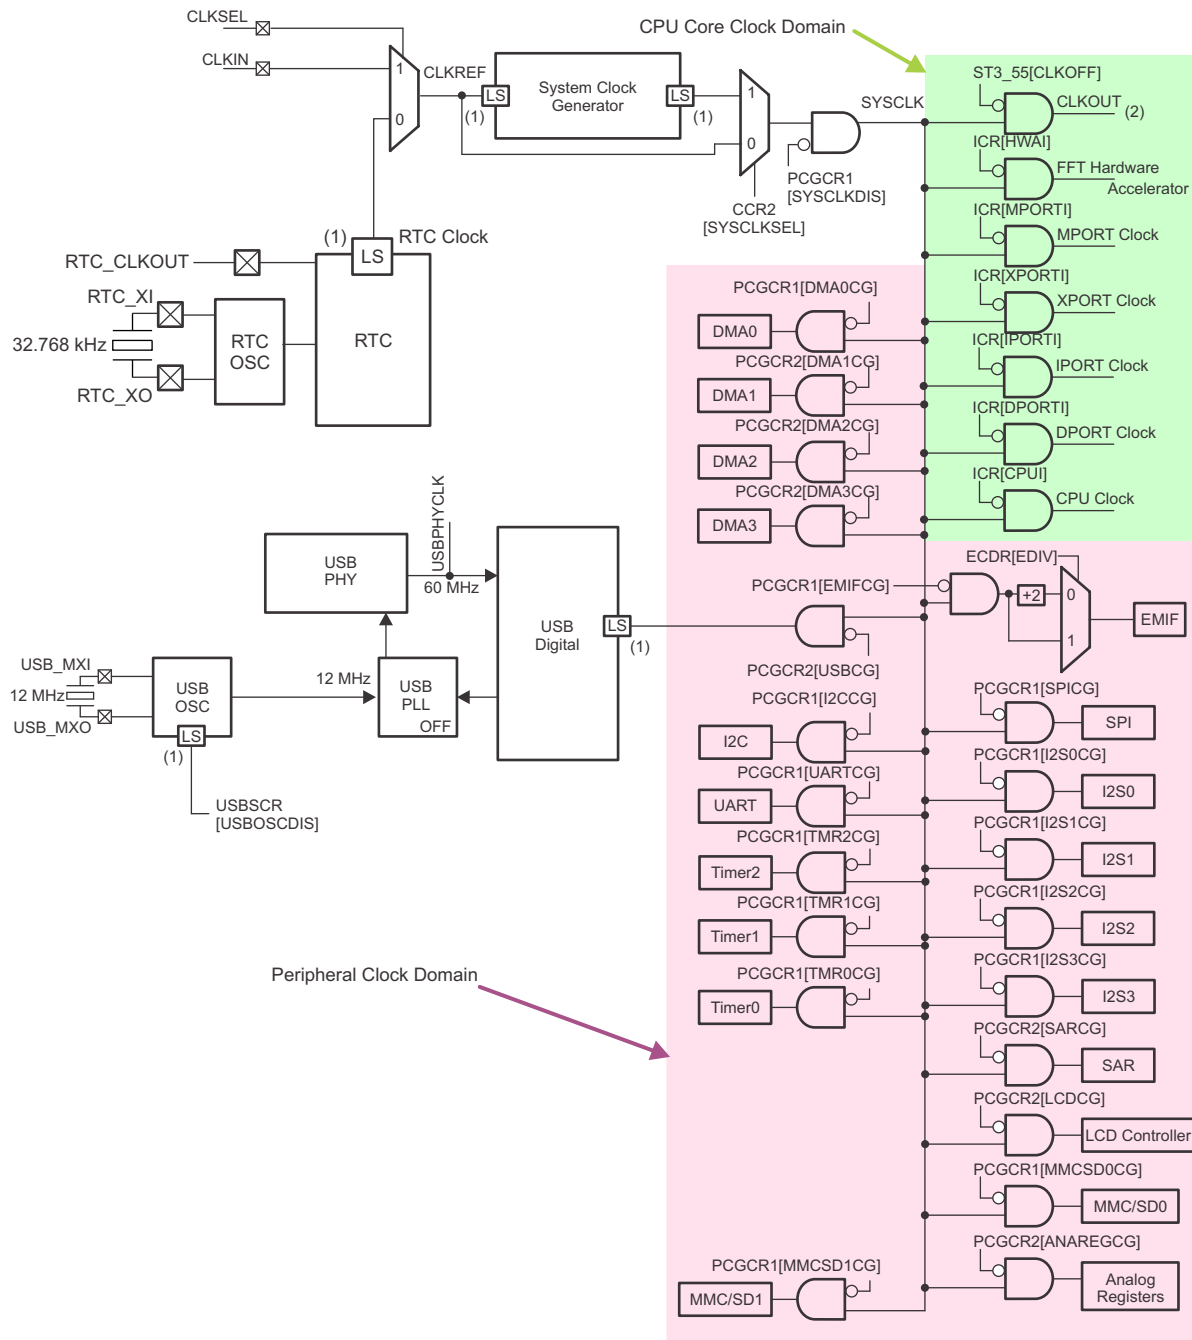 CLKSEL
CLKIN
CPU Core Clock Domain
1
0
CLKREF
LS
(1)
System Clock
Generator
LS
(1)
1
0
CCR2
[SYSCLKSEL]
PCGCR1
[SYSCLKDIS]
SYSCLK
ST3_55[CLKOFF]
CLKOUT
(2)
ICR[HWAI]
FFT Hardware
Accelerator
ICR[MPORTI]
MPORT Clock
ICR[XPORTI]
XPORT Clock
ICR[IPORTI]
IPORT Clock
ICR[DPORTI]
DPORT Clock
ICR[CPUI]
CPU Clock
(1)
RTC Clock
LS
RTC_CLKOUT
RTC_XI
32.768 kHz
RTC_XO
RTC
OSC
RTC
PCGCR1[DMA0CG]
DMA0
PCGCR2[DMA1CG]
DMA1
PCGCR2[DMA2CG]
DMA2
PCGCR2[DMA3CG]
DMA3
USB
PHY
USBPHYCLK
60 MHz
USB
Digital
LS
(1)
USB_MXI
12 MHz
USB_MXO
USB
OSC
LS
(1)
USBSCR
[USBOSCDIS]
12 MHz
USB
PLL
OFF
PCGCR1[EMIFCG]
ECDR[EDIV]
+2
0
1
EMIF
PCGCR2[USBCG]
PCGCR1[I2CCG]
I2C
PCGCR1[UARTCG]
UART
PCGCR1[TMR2CG]
Timer2
PCGCR1[TMR1CG]
Timer1
PCGCR1[TMR0CG]
Timer0
Peripheral Clock Domain
PCGCR1[SPICG]
SPI
PCGCR1[I2S0CG]
I2S0
PCGCR1[I2S1CG]
I2S1
PCGCR1[I2S2CG]
I2S2
PCGCR1[I2S3CG]
I2S3
PCGCR2[SARCG]
SAR
PCGCR2[LCDCG]
LCD Controller
PCGCR1[MMCSD0CG]
MMC/SD0
PCGCR2[ANAREGCG]
Analog
Registers
PCGCR1[MMCSD1CG]
MMC/SD1